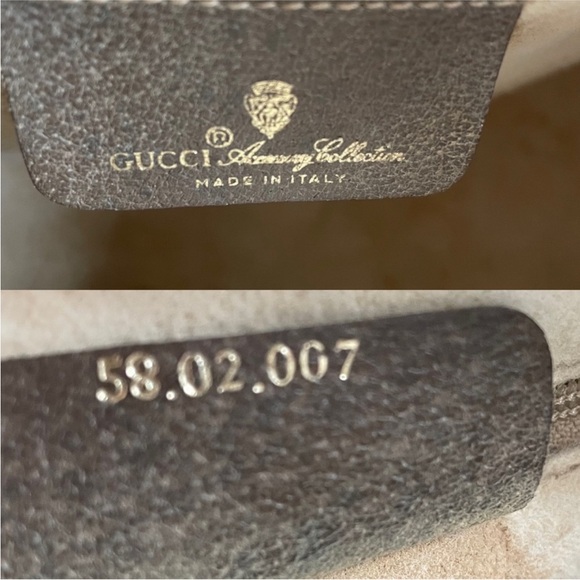 GUCCI® Accessory Collection
MADE IN ITALY
58.02.007